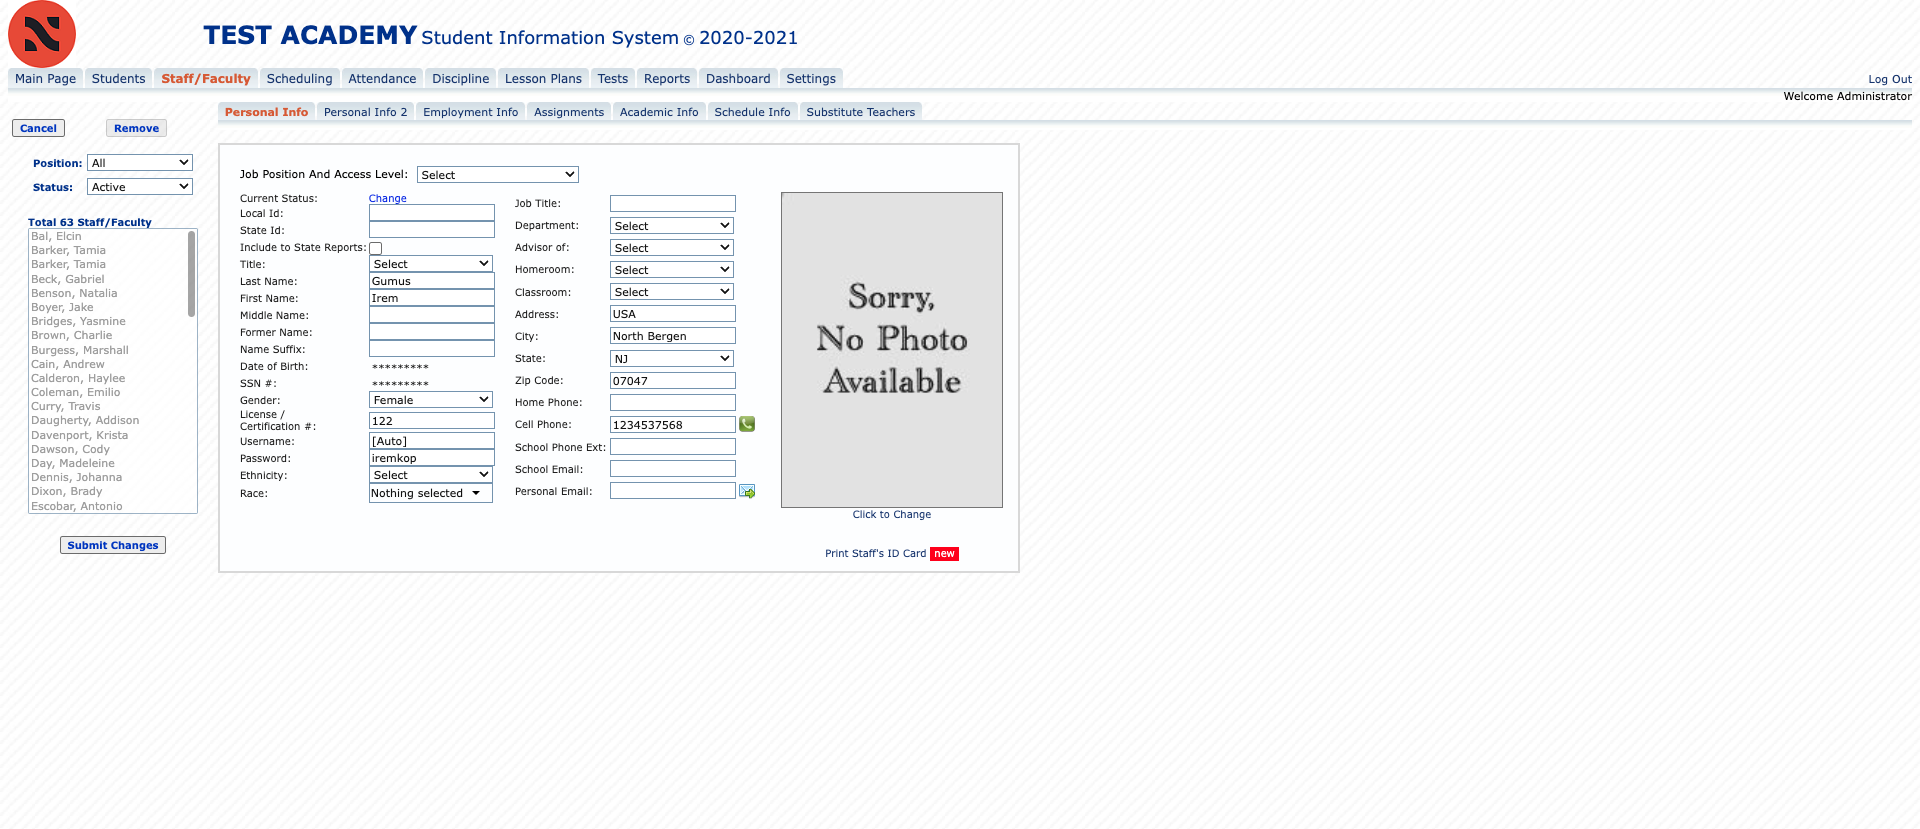 TEST ACADEMY Student Information System © 2020-2021
Main Page Students Staff/Faculty Scheduling Attendance Discipline Lesson Plans Tests Reports Dashboard Settings
Log Out
Welcome Administrator
Personal Info Personal Info 2 Employment Info Assignments Academic Info Schedule Info Substitute Teachers
Cancel Remove
Position: All
Status: Active
Total 63 Staff/Faculty
Bal, Elcin
Barker, Tamia
Barker, Tamia
Beck, Gabriel
Benson, Natalia
Boyer, Jake
Bridges, Yasmine
Brown, Charlie
Burgess, Marshall
Cain, Andrew
Calderon, Haylee
Coleman, Emilio
Curry, Travis
Daugherty, Addison
Davenport, Krista
Dawson, Cody
Day, Madeleine
Dennis, Johanna
Dixon, Brady
Escobar, Antonio
Submit Changes
Job Position And Access Level: Select
Current Status: Change
Local Id:
State Id:
Include to State Reports:
Title: Select
Last Name: Gumus
First Name: Irem
Middle Name:
Former Name:
Name Suffix:
Date of Birth: *********
SSN #: *********
Gender: Female
License /
Certification #: 122
Username: [Auto]
Password: iremkop
Ethnicity: Select
Race: Nothing selected
Job Title:
Department: Select
Advisor of: Select
Homeroom: Select
Classroom: Select
Address: USA
City: North Bergen
State: NJ
Zip Code: 07047
Home Phone:
Cell Phone: 1234537568
School Phone Ext:
School Email:
Personal Email:
Sorry,
No Photo
Available
Click to Change
Print Staff's ID Card new